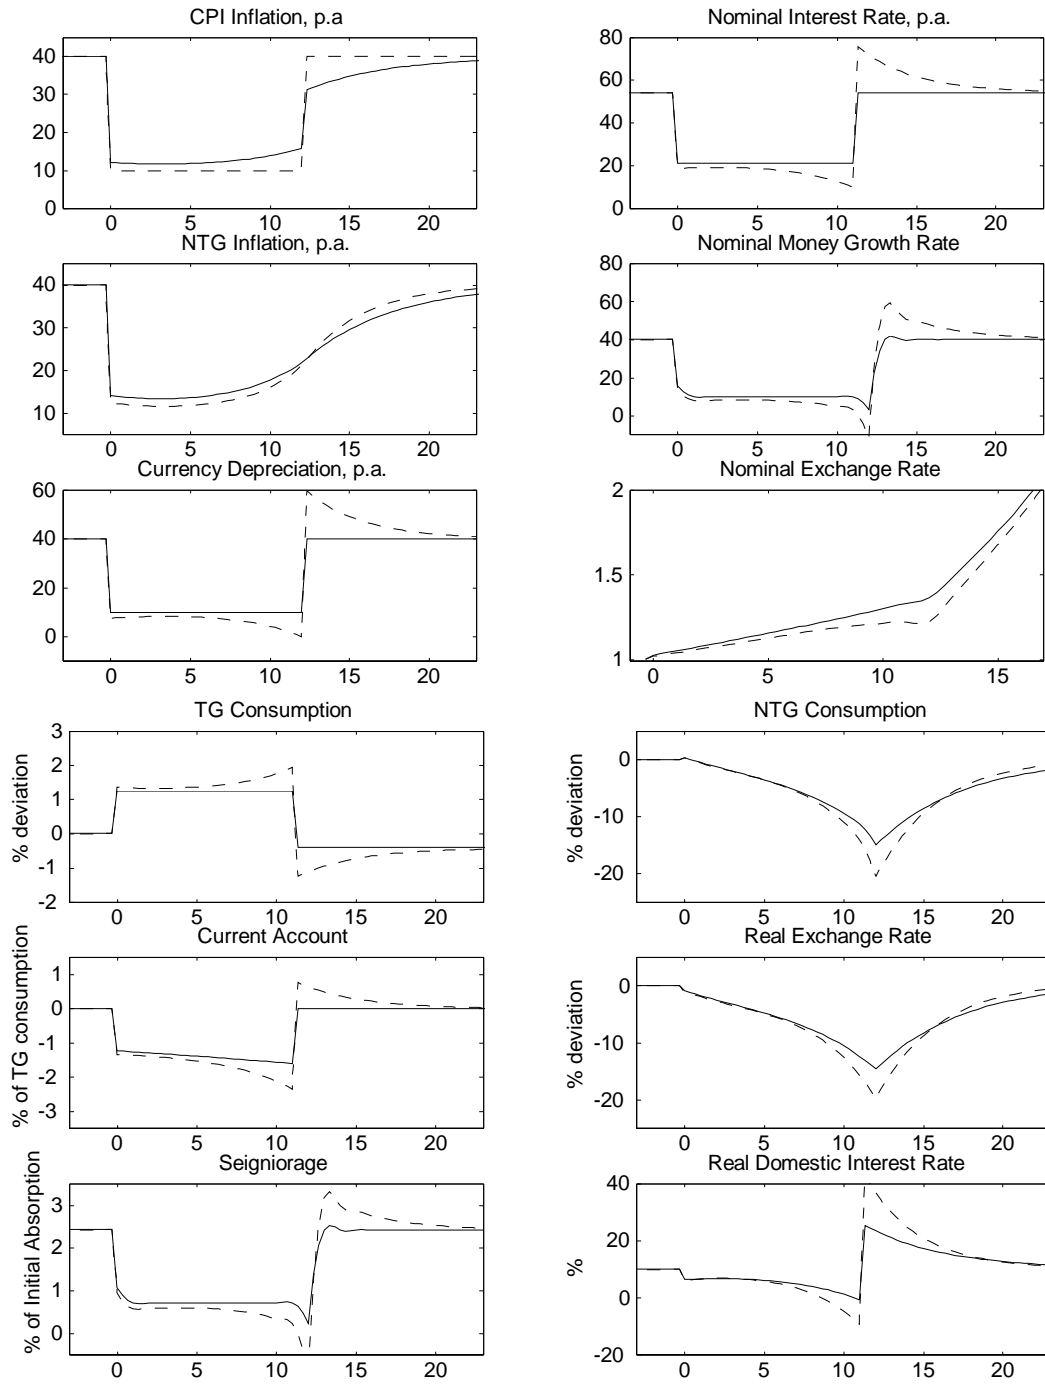 CPI Inflation, p.a
40
30
20
10
0
0 5 10 15 20
Nominal Interest Rate, p.a.
80
60
40
20
0
0 5 10 15 20
NTG Inflation, p.a.
40
30
20
10
0 5 10 15 20
Nominal Money Growth Rate
80
60
40
20
0
0 5 10 15 20
Currency Depreciation, p.a.
60
40
20
0
0 5 10 15 20
Nominal Exchange Rate
2
1.5
1
0 5 10 15
TG Consumption
% deviation
3
2
1
0
-1
-2
0 5 10 15 20
NTG Consumption
% deviation
0
-10
-20
0 5 10 15 20
Current Account
% of TG consumption
1
0
-1
-2
-3
0 5 10 15 20
Real Exchange Rate
% deviation
0
-10
-20
0 5 10 15 20
Seigniorage
% of Initial Absorption
3
2
1
0
0 5 10 15 20
Real Domestic Interest Rate
%
40
20
0
-20
0 5 10 15 20